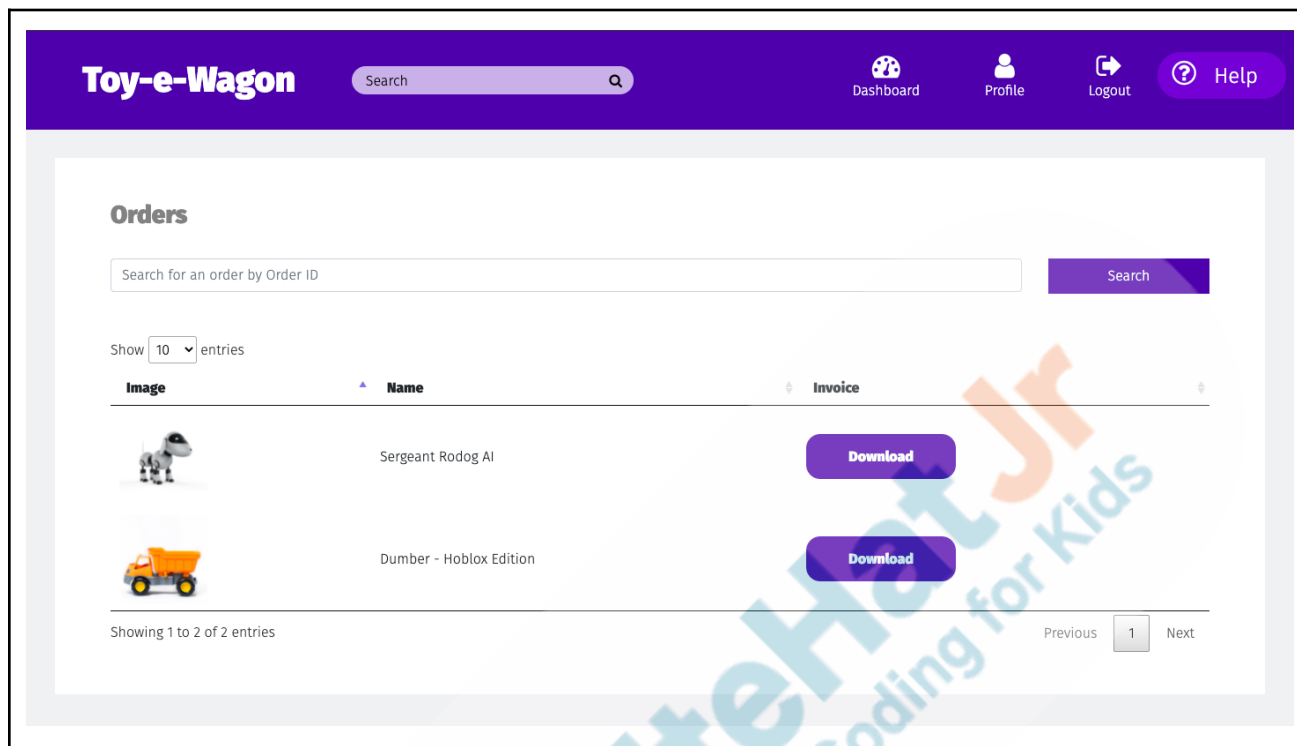 Toy-e-Wagon
Search
Dashboard
Profile
Logout
Help
Orders
Search for an order by Order ID
Search
Show 10 entries
Image Name Invoice
Sergeant Rodog AI Download
Dumber - Hoblox Edition Download
Showing 1 to 2 of 2 entries
Previous 1 Next
iteHat Jr
Coding for Kids